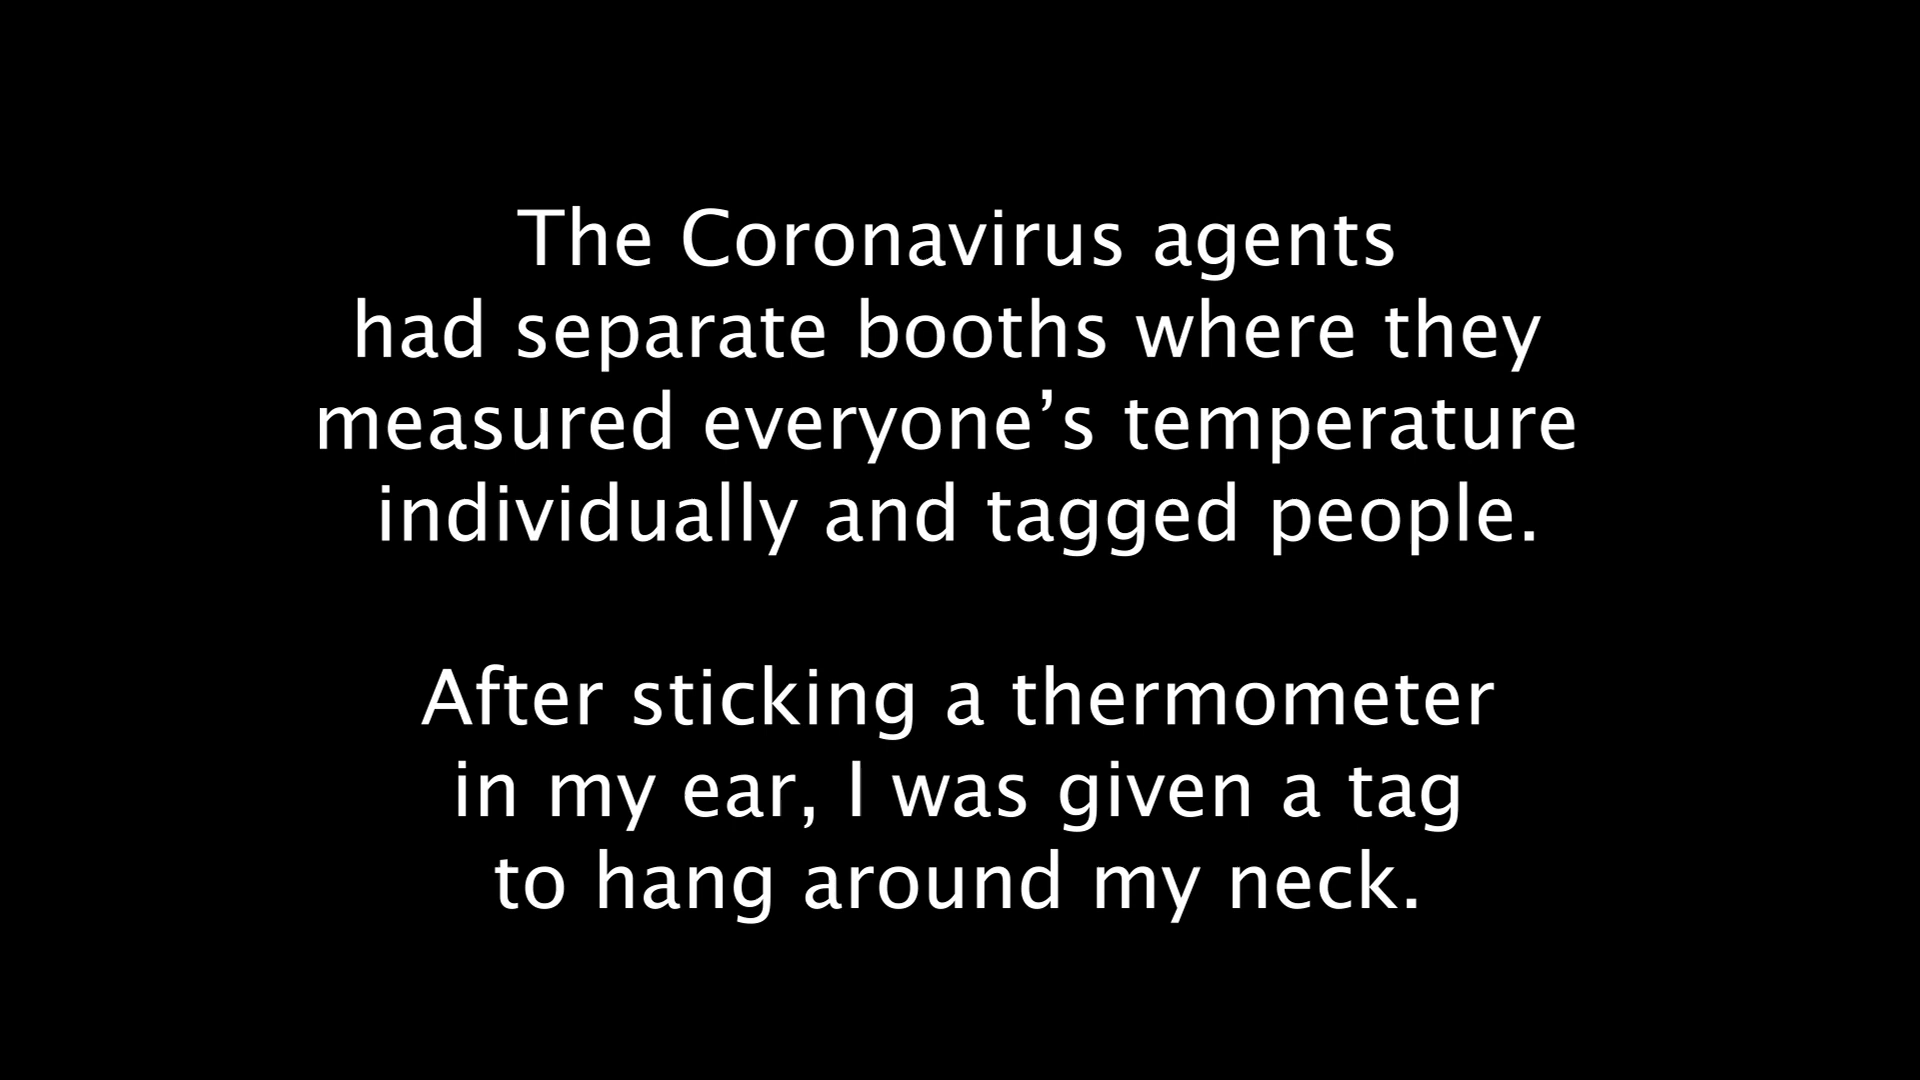 The Coronavirus agents
had separate booths where they
measured everyone’s temperature
individually and tagged people.
After sticking a thermometer
in my ear, I was given a tag
to hang around my neck.